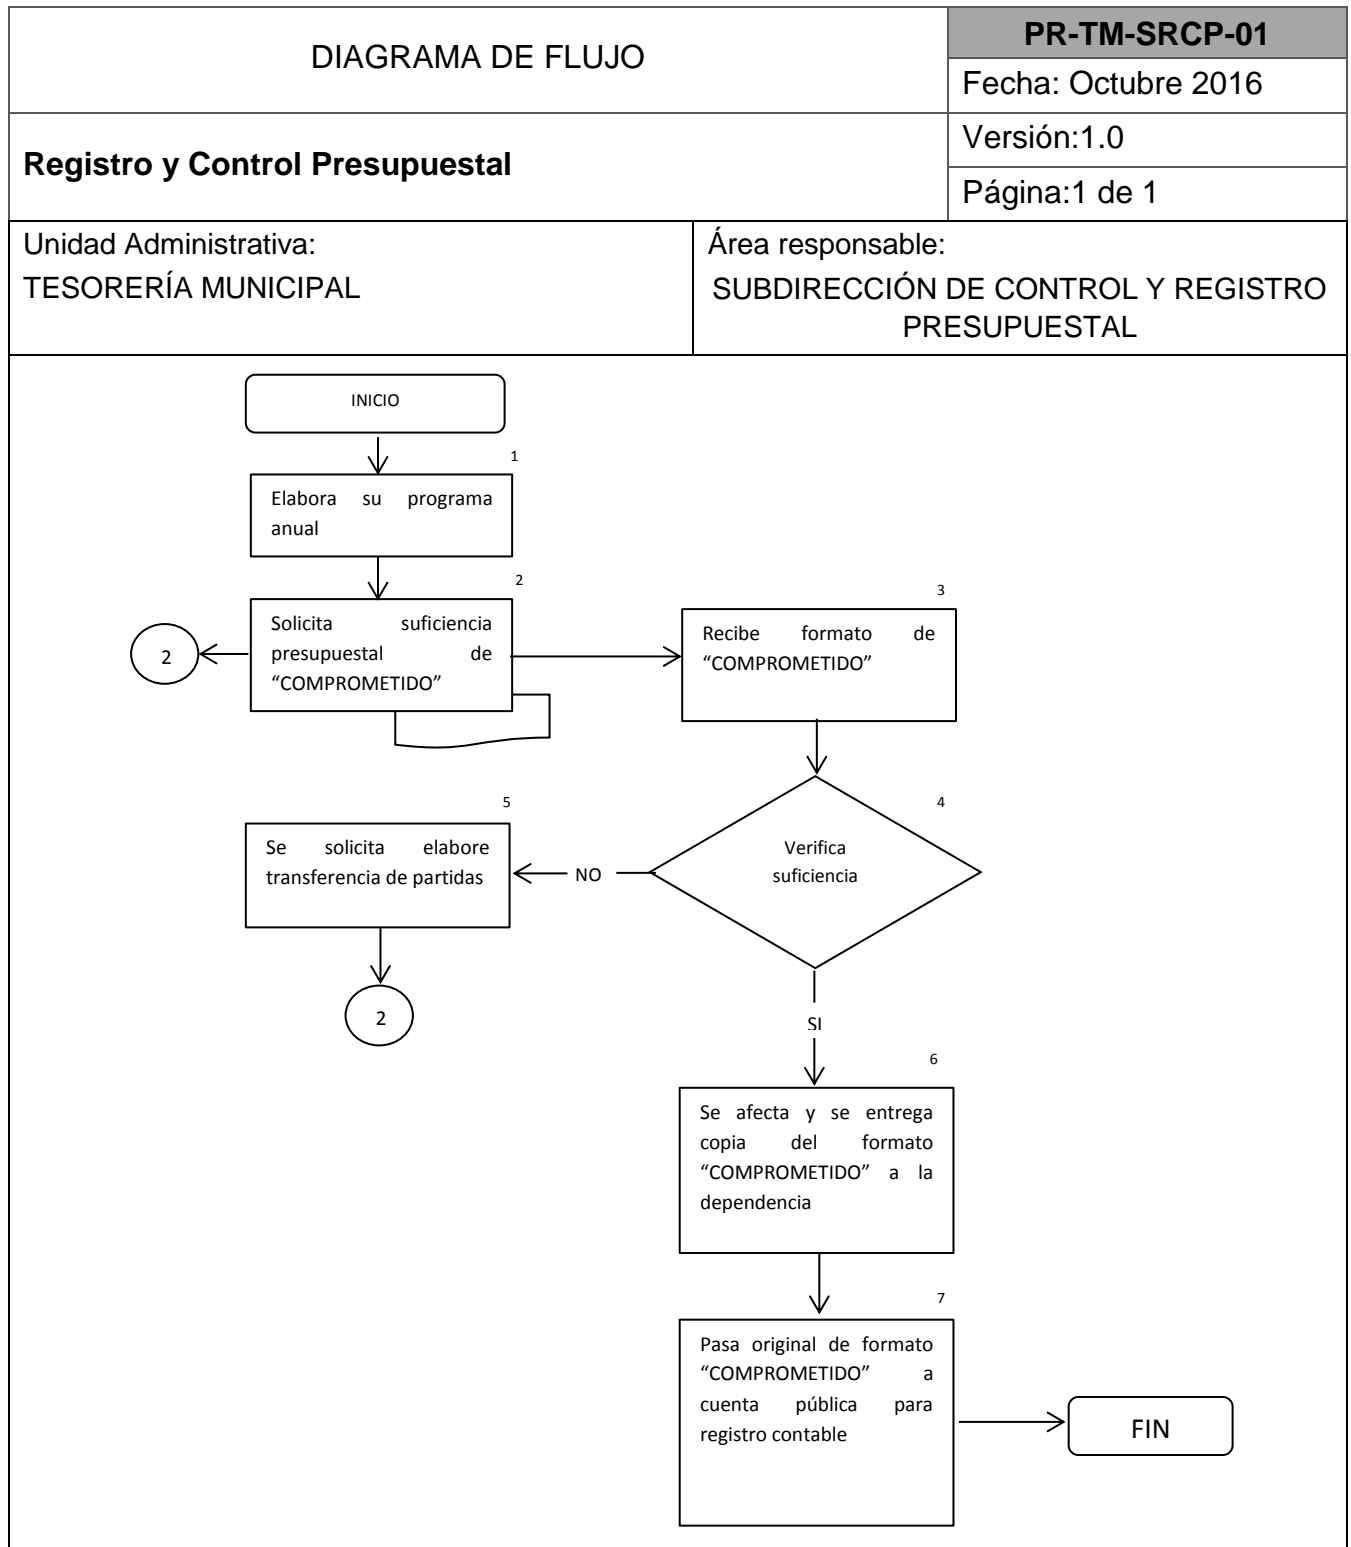 DIAGRAMA DE FLUJO
PR-TM-SRCP-01
Fecha: Octubre 2016
Registro y Control Presupuestal
Versión:1.0
Página:1 de 1
Unidad Administrativa:
TESORERÍA MUNICIPAL
Área responsable:
SUBDIRECCIÓN DE CONTROL Y REGISTRO
PRESUPUESTAL
INICIO
1
Elabora su programa
anual
2
Solicita suficiencia
presupuestal de
“COMPROMETIDO”
2
3
Recibe formato de
“COMPROMETIDO”
4
Verifica
suficiencia
NO
5
Se solicita elabore
transferencia de partidas
2
SI
6
Se afecta y se entrega
copia del formato
“COMPROMETIDO” a la
dependencia
7
Pasa original de formato
“COMPROMETIDO” a
cuenta pública para
registro contable
FIN